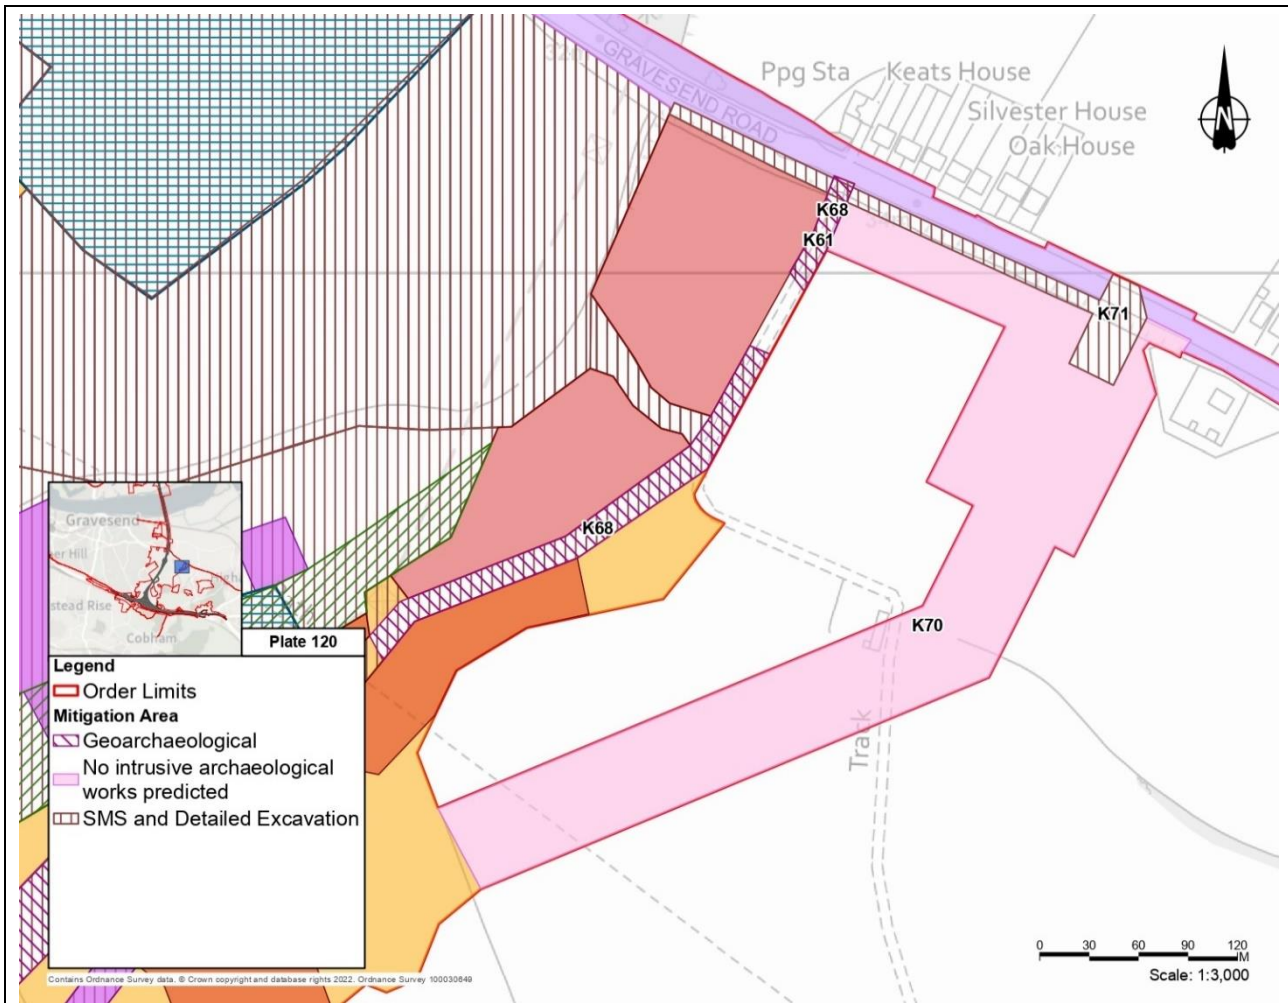 GRAVESEND ROAD
Ppg Sta
Keats House
Silvester House
Oak House
N
K68
K61
K71
K68
K70
Track
Gravesend
Cobham
Plate 120
Legend
Order Limits
Mitigation Area
Geoarchaeological
No intrusive archaeological
works predicted
SMS and Detailed Excavation
0 30 60 90 120
M
Scale: 1:3,000
Contains Ordnance Survey data. © Crown copyright and database rights 2022. Ordnance Survey 100030649